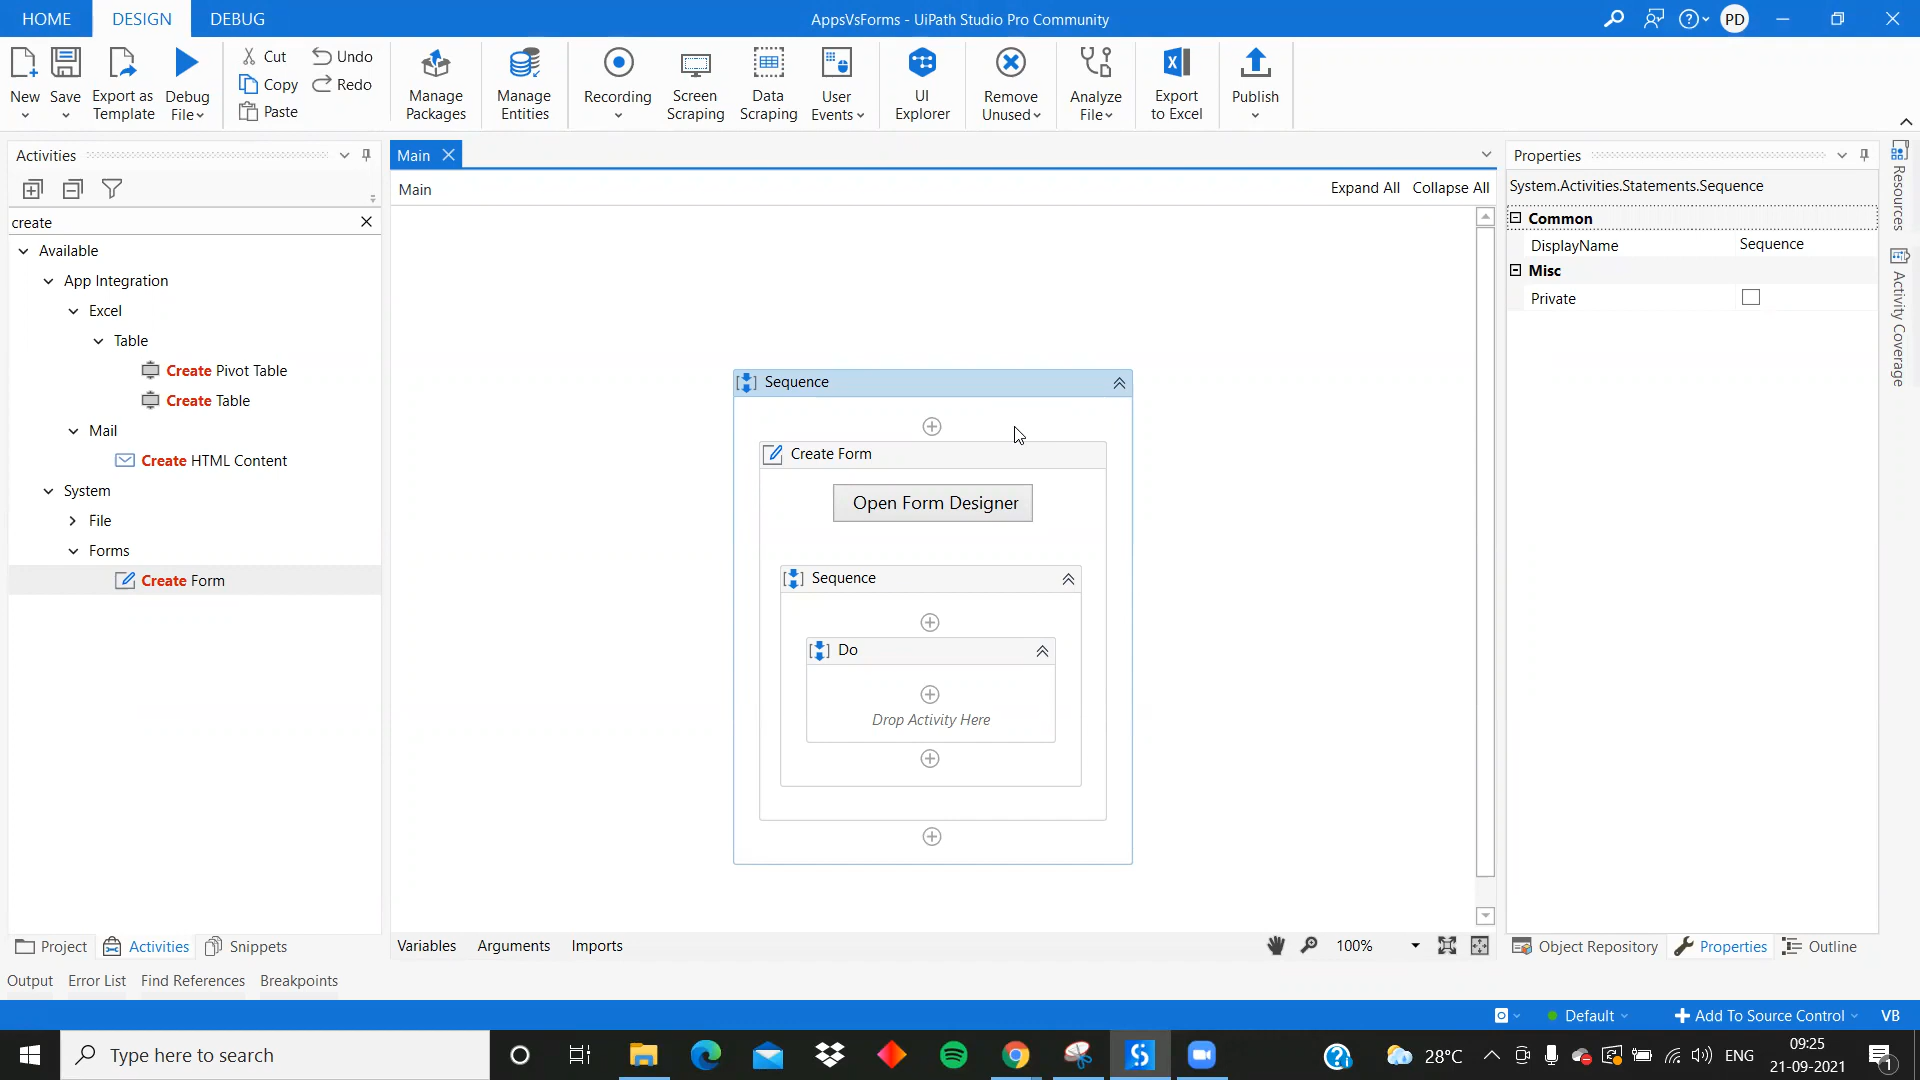 HOME
DESIGN
DEBUG
AppsVsForms - UiPath Studio Pro Community
PD
New
Save
Export as
Template
Debug
File
Cut
Copy
Paste
Undo
Redo
Manage
Packages
Manage
Entities
Recording
Screen
Scraping
Data
Scraping
User
Events
UI
Explorer
Remove
Unused
Analyze
File
Export
to Excel
Publish
Activities
create
Available
App Integration
Excel
Table
Create Pivot Table
Create Table
Mail
Create HTML Content
System
File
Forms
Create Form
Main
Main
Expand All
Collapse All
Sequence
Create Form
Open Form Designer
Sequence
Do
Drop Activity Here
Properties
System.Activities.Statements.Sequence
Common
DisplayName
Sequence
Misc
Private
Resources
Activity Coverage
Project
Activities
Snippets
Variables
Arguments
Imports
100%
Object Repository
Properties
Outline
Output
Error List
Find References
Breakpoints
Default
Add To Source Control
VB
Type here to search
28°C
ENG
09:25
21-09-2021
1